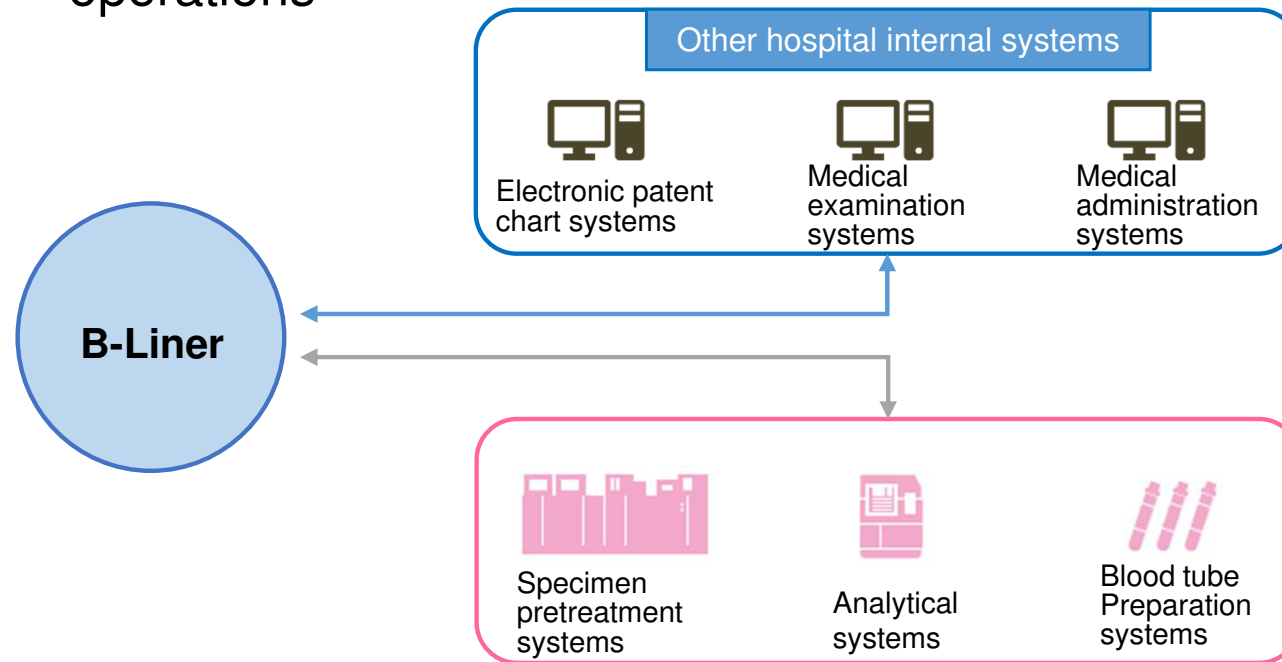 operations
Other hospital internal systems
Electronic patent
chart systems
Medical
examination
systems
Medical
administration
systems
B-Liner
Specimen
pretreatment
systems
Analytical
systems
Blood tube
Preparation
systems